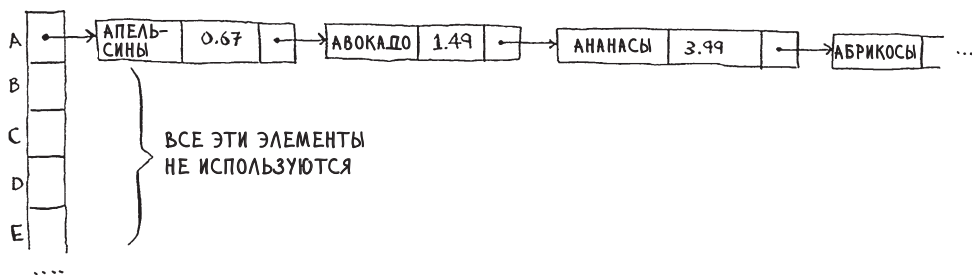 A
АПЕЛЬ-
СИНЫ
0.67
АВОКАДО
1.49
АНАНАСЫ
3.99
АБРИКОСЫ
...
B
C
D
E
ВСЕ ЭТИ ЭЛЕМЕНТЫ
НЕ ИСПОЛЬЗУЮТСЯ
....